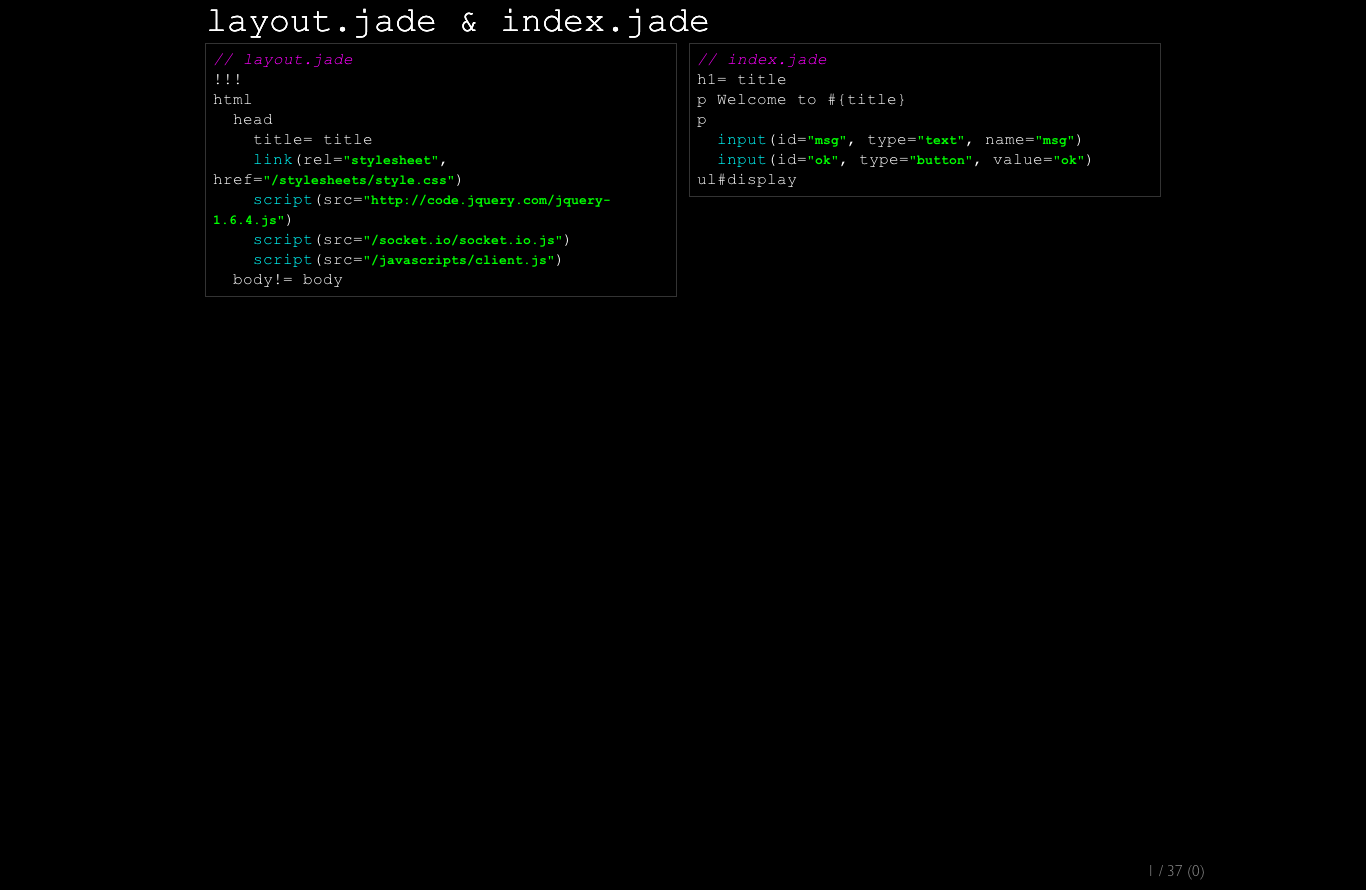 layout.jade & index.jade
// layout.jade
!!!
html
  head
    title= title
    link(rel="stylesheet",
href="/stylesheets/style.css")
    script(src="http://code.jquery.com/jquery-
1.6.4.js")
    script(src="/socket.io/socket.io.js")
    script(src="/javascripts/client.js")
  body!= body
// index.jade
h1= title
p Welcome to #{title}
p
  input(id="msg", type="text", name="msg")
  input(id="ok", type="button", value="ok")
ul#display
1 / 37 (0)